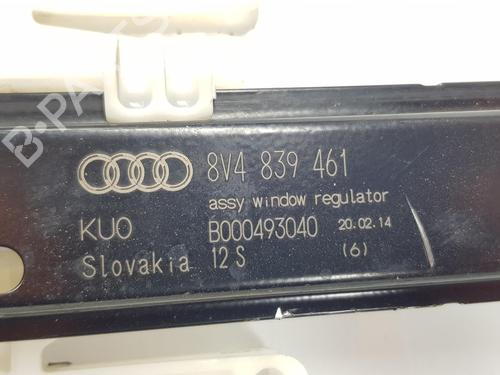 8V4 839 461
assy window regulator
KUO B000493040 20.02.14
Slovakia 12 S (6)